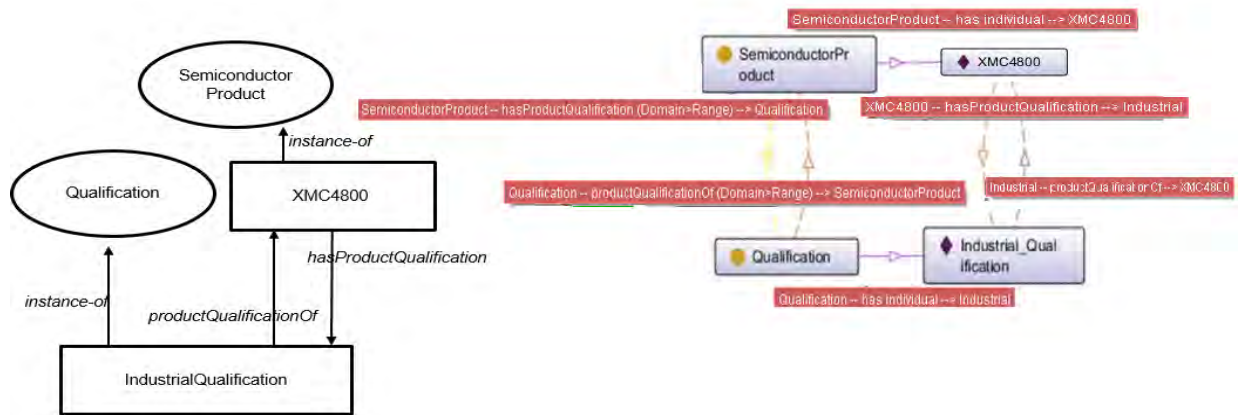 Semiconductor
Product
instance-of
Qualification
XMC4800
hasProductQualification
instance-of
productQualificationOf
IndustrialQualification
SemiconductorProduct -- has individual --> XMC4800
SemiconductorPr
oduct
XMC4800
SemiconductorProduct -- hasProductQualification (Domain>Range) --> Qualification
XMC4800 -- hasProductQualification --> Industrial
Qualification -- productQualificationOf (Domain>Range) --> SemiconductorProduct
Industrial -- productQualificator Of --> XMC4800
Qualification
Industrial_Qual
ification
Qualification -- has individual --> Industrial